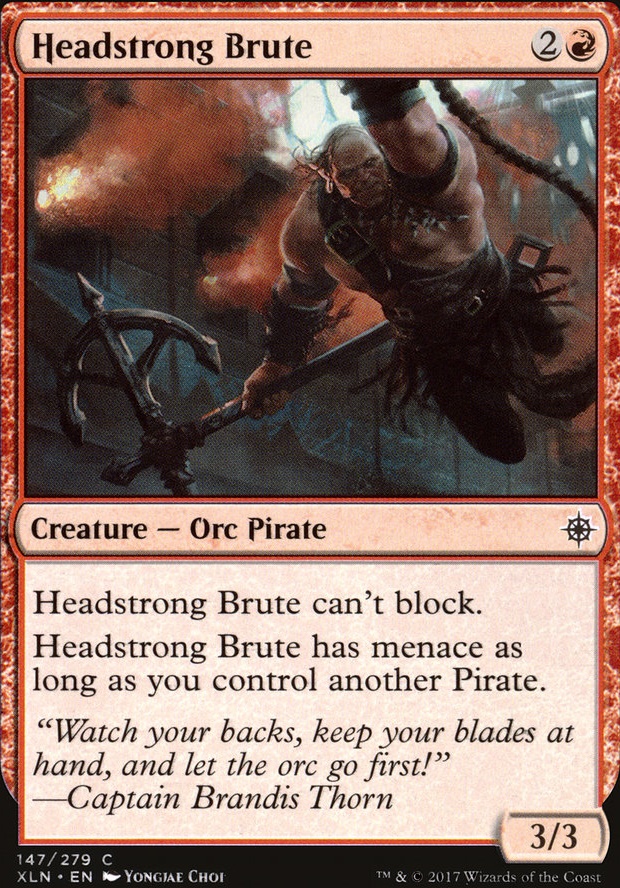 Headstrong Brute 2
Creature — Orc Pirate
Headstrong Brute can't block.
Headstrong Brute has menace as
long as you control another Pirate.
"Watch your backs, keep your blades at
hand, and let the orc go first!"
—Captain Brandis Thorn
3/3
147/279 C
XLN • EN Yongjae Choi
™ & © 2017 Wizards of the Coast